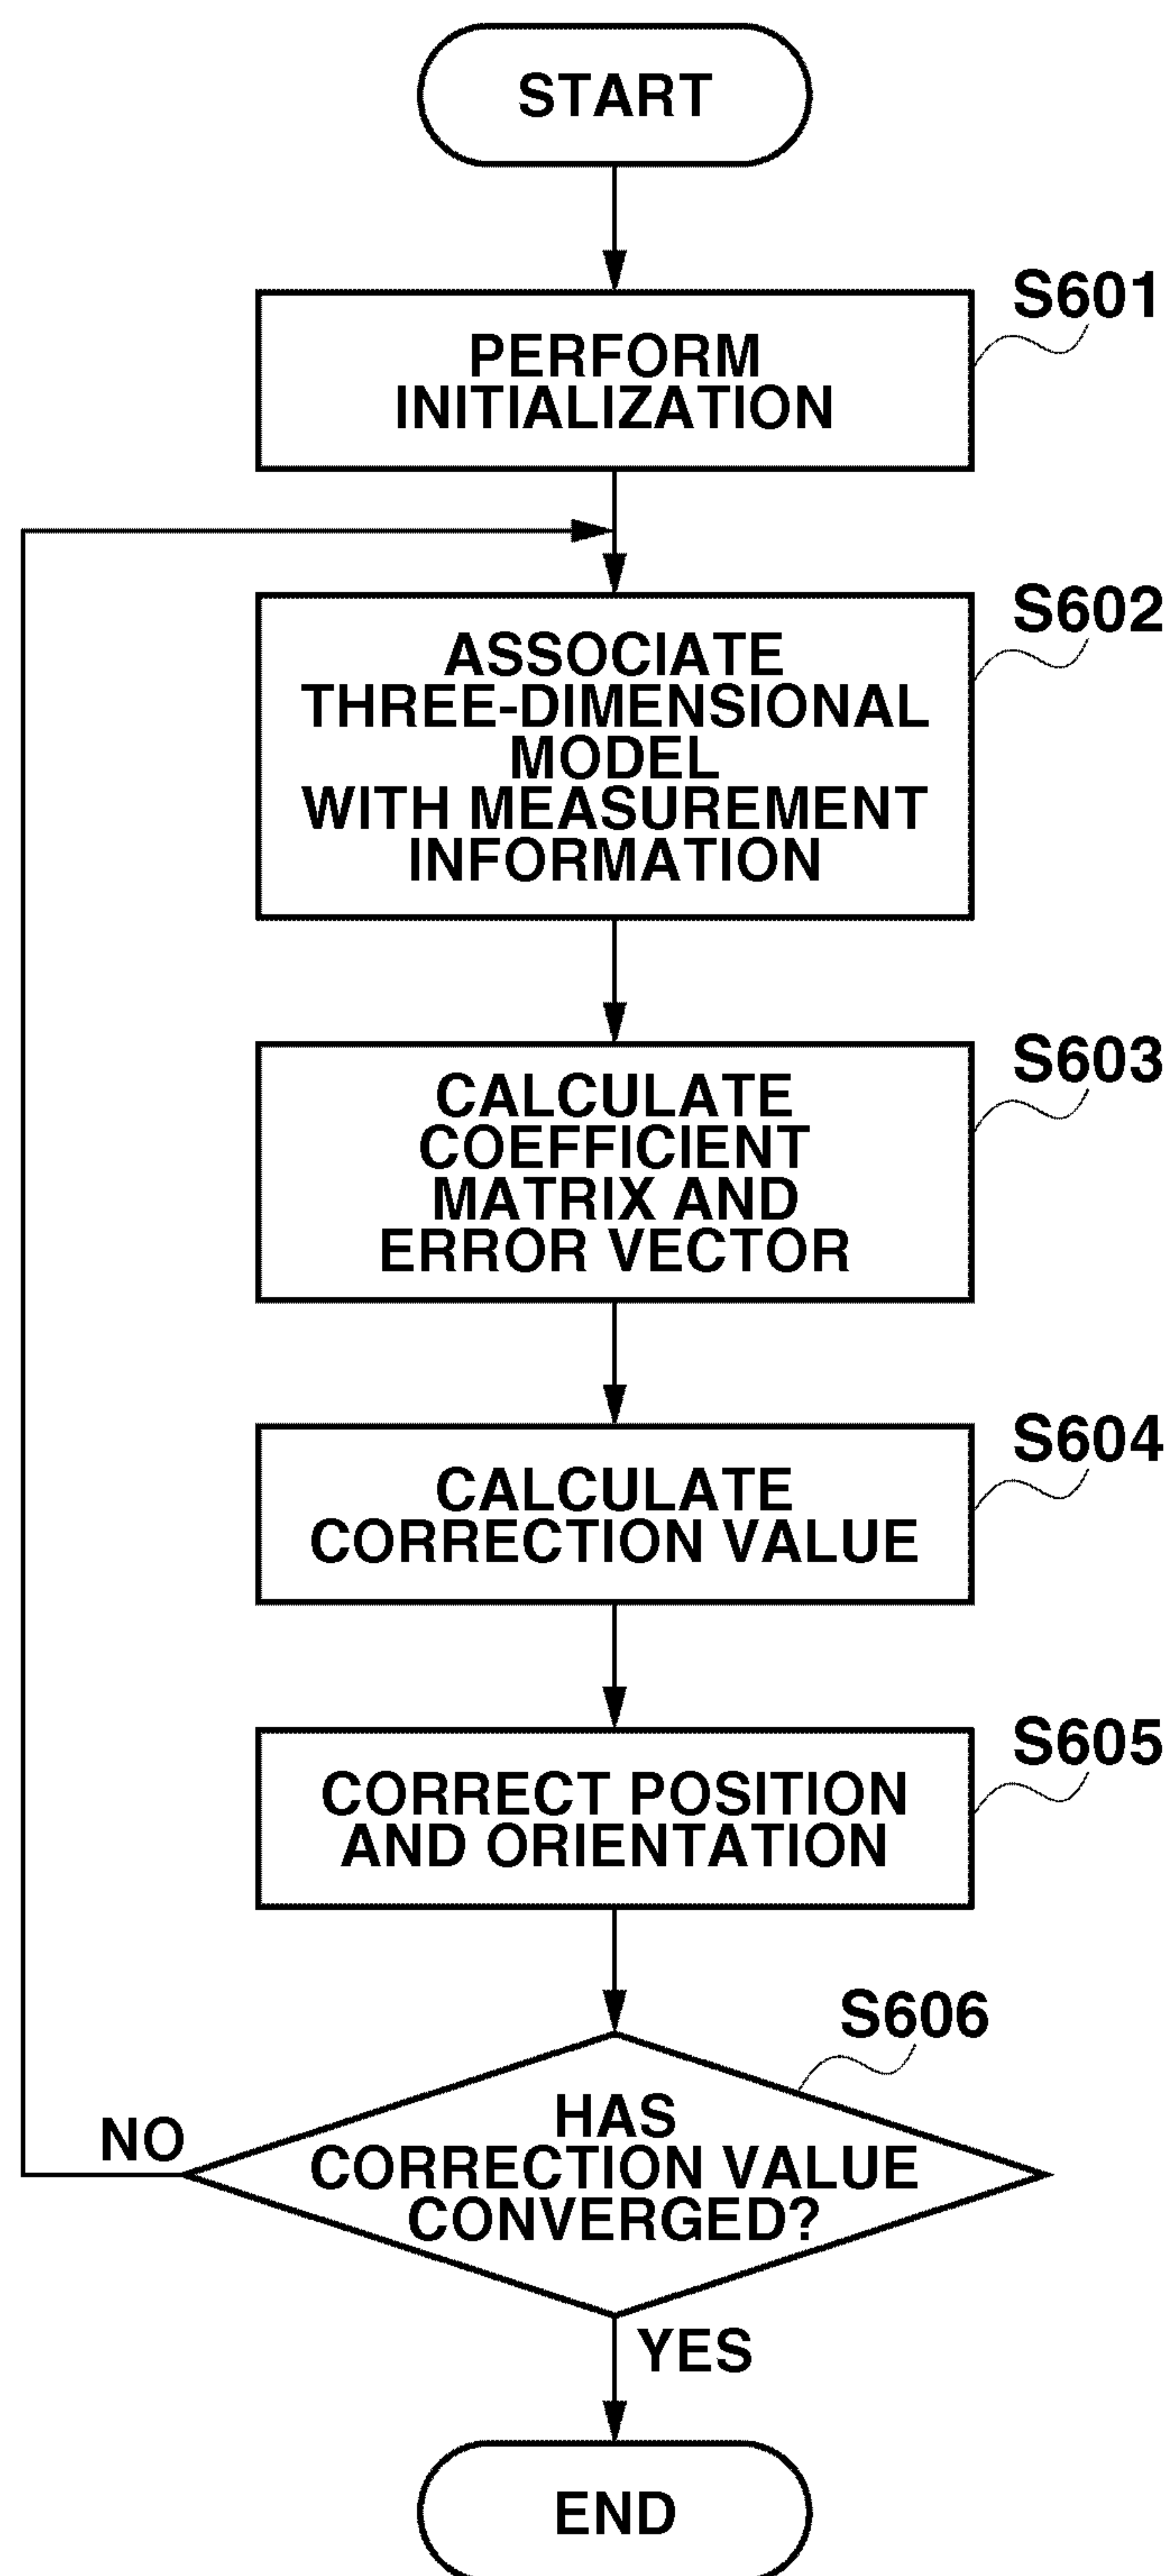 START
S601
PERFORM
INITIALIZATION
S602
ASSOCIATE
THREE-DIMENSIONAL
MODEL
WITH MEASUREMENT
INFORMATION
S603
CALCULATE
COEFFICIENT
MATRIX AND
ERROR VECTOR
S604
CALCULATE
CORRECTION VALUE
S605
CORRECT POSITION
AND ORIENTATION
S606
HAS
CORRECTION VALUE
CONVERGED?
NO
YES
END